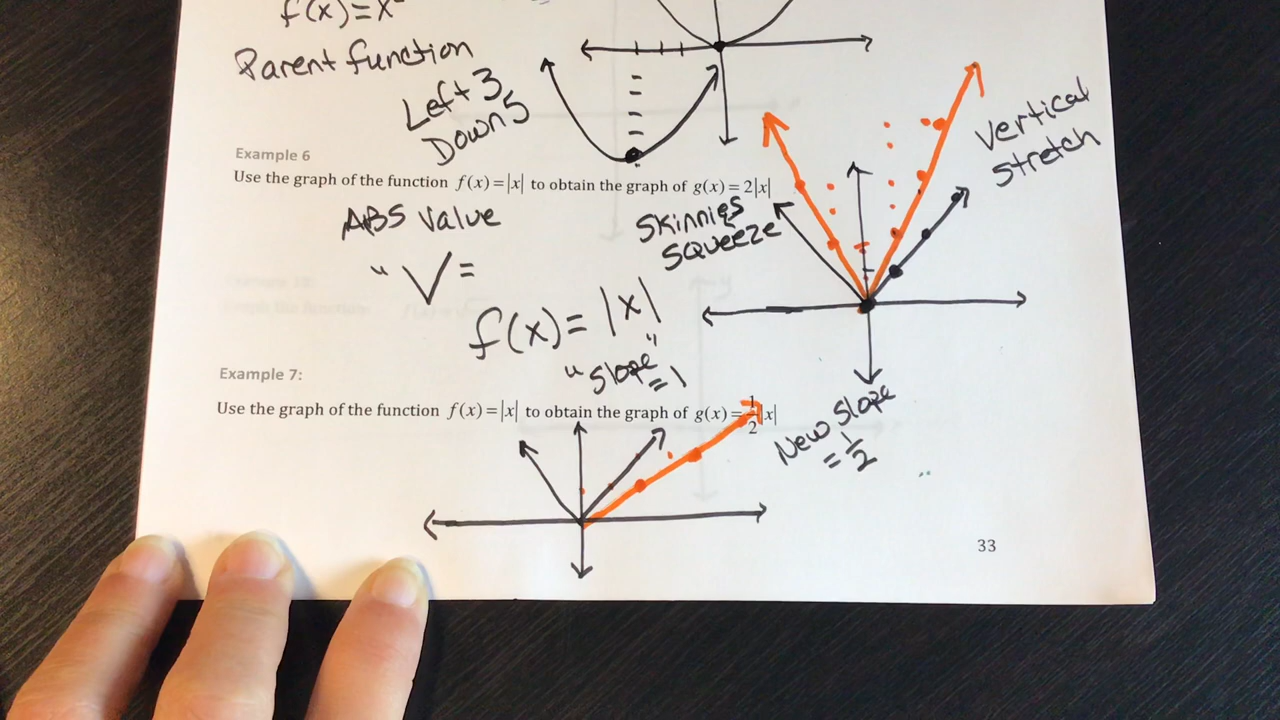 f(x)=x²
Parent function
Left 3
Down 5
Example 6
Use the graph of the function f(x)=|x| to obtain the graph of g(x)=2|x|
Vertical
Stretch
ABS Value
"V=
Skinnies
Squeeze
f(x)=|x|
"Slope"
=1
Example 7:
Use the graph of the function f(x)=|x| to obtain the graph of g(x)=1/2|x|
New Slope
=1/2
33